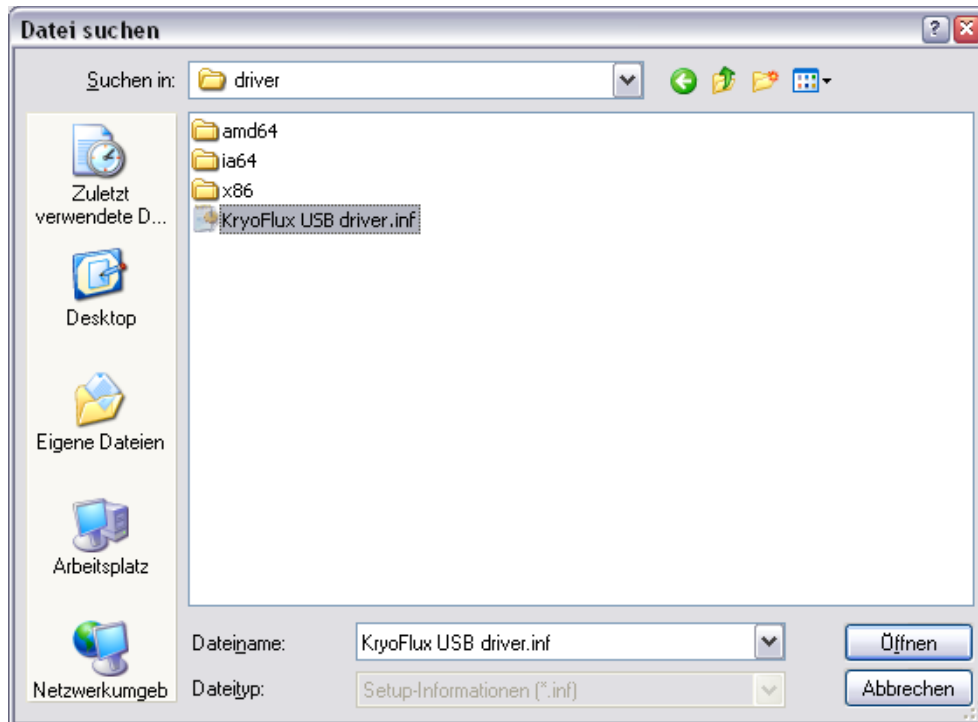 Datei suchen
Suchen in:
driver
amd64
ia64
x86
KryoFlux USB driver.inf
Zuletzt
verwendete D...
Desktop
Eigene Dateien
Arbeitsplatz
Netzwerkumgeb
Dateiname:
KryoFlux USB driver.inf
Öffnen
Dateityp:
Setup-Informationen (*.inf)
Abbrechen